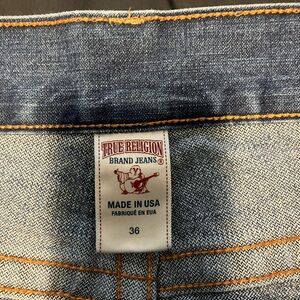 TRUE RELIGION®
BRAND JEANS
MADE IN USA
FABRIQUÉ EN EUA
36